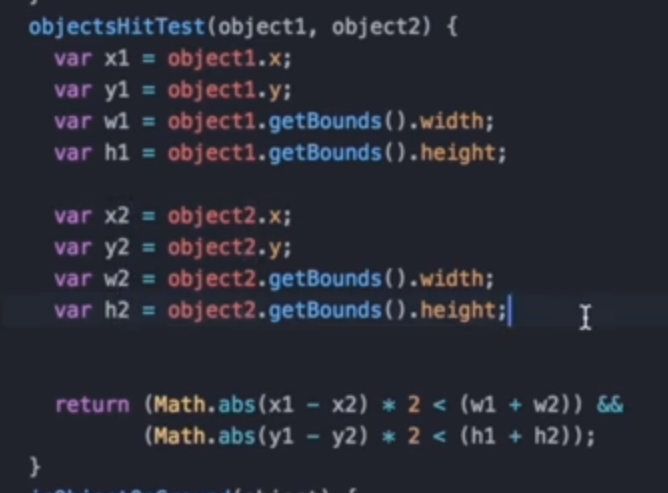 objectsHitTest(object1, object2) {
var x1 = object1.x;
var y1 = object1.y;
var w1 = object1.getBounds().width;
var h1 = object1.getBounds().height;
var x2 = object2.x;
var y2 = object2.y;
var w2 = object2.getBounds().width;
var h2 = object2.getBounds().height;
return (Math.abs(x1 - x2) * 2 < (w1 + w2)) &&
(Math.abs(y1 - y2) * 2 < (h1 + h2));
}